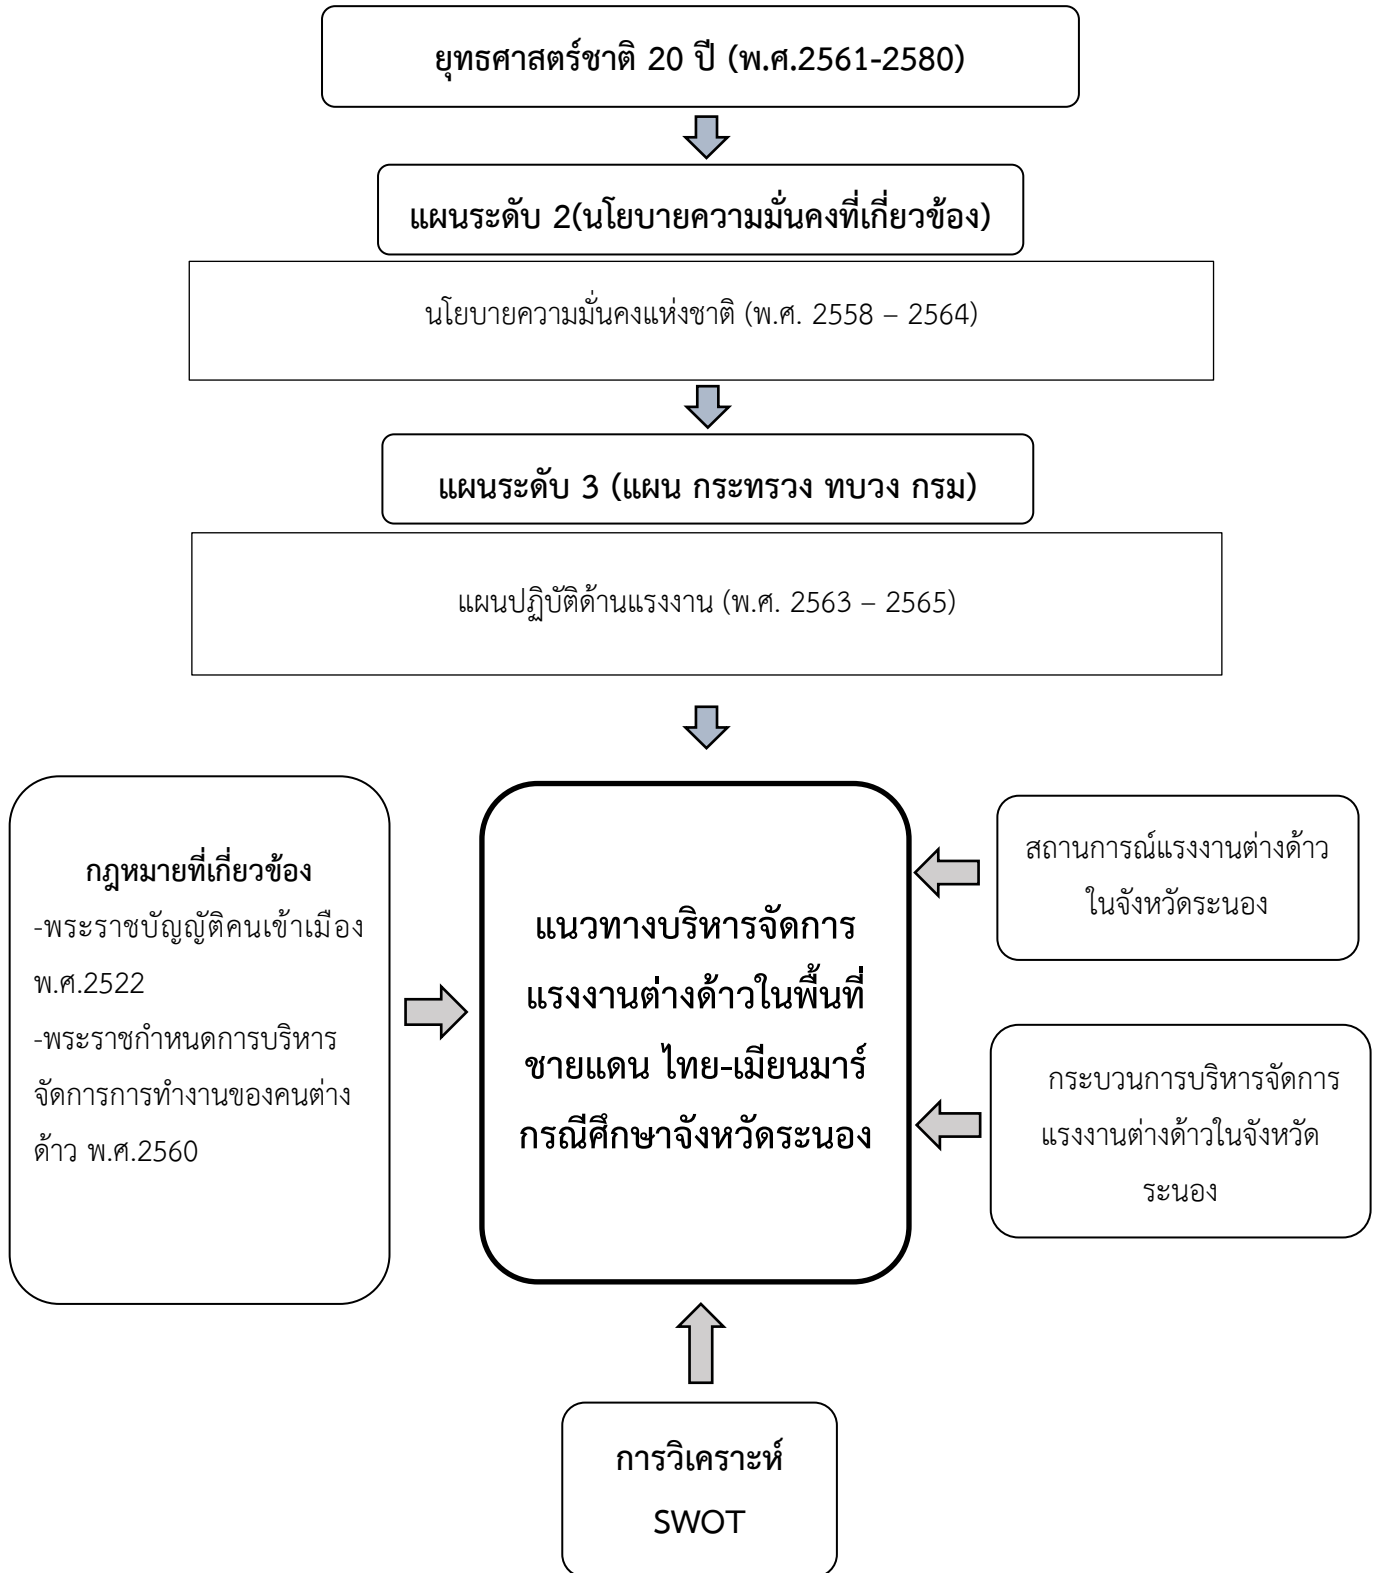 ยุทธศาสตร์ชาติ 20 ปี (พ.ศ.2561-2580)
แผนระดับ 2(นโยบายความมั่นคงที่เกี่ยวข้อง)
นโยบายความมั่นคงแห่งชาติ (พ.ศ. 2558 – 2564)
แผนระดับ 3 (แผน กระทรวง ทบวง กรม)
แผนปฏิบัติด้านแรงงาน (พ.ศ. 2563 – 2565)
กฎหมายที่เกี่ยวข้อง
-พระราชบัญญัติคนเข้าเมือง
พ.ศ.2522
-พระราชกำหนดการบริหาร
จัดการการทำงานของคนต่าง
ด้าว พ.ศ.2560
แนวทางบริหารจัดการ
แรงงานต่างด้าวในพื้นที่
ชายแดน ไทย-เมียนมาร์
กรณีศึกษาจังหวัดระนอง
สถานการณ์แรงงานต่างด้าว
ในจังหวัดระนอง
กระบวนการบริหารจัดการ
แรงงานต่างด้าวในจังหวัด
ระนอง
การวิเคราะห์
SWOT